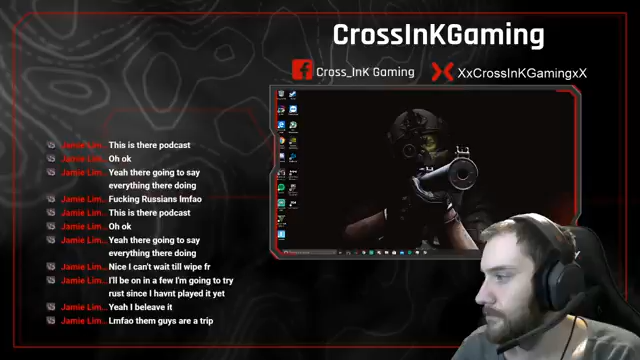 CrossInKGaming
Cross_InK Gaming
XxCrossInKGamingxX
Jamie Lim... This is there podcast
Jamie Lim... Oh ok
Jamie Lim... Yeah there going to say
everything there doing
Jamie Lim... Fucking Russians lmfao
Jamie Lim... This is there podcast
Jamie Lim... Oh ok
Jamie Lim... Yeah there going to say
everything there doing
Jamie Lim... Nice I can't wait till wipe fr
Jamie Lim... I'll be on in a few I'm going to try
rust since I havnt played it yet
Jamie Lim... Yeah I beleave it
Jamie Lim... Lmfao them guys are a trip